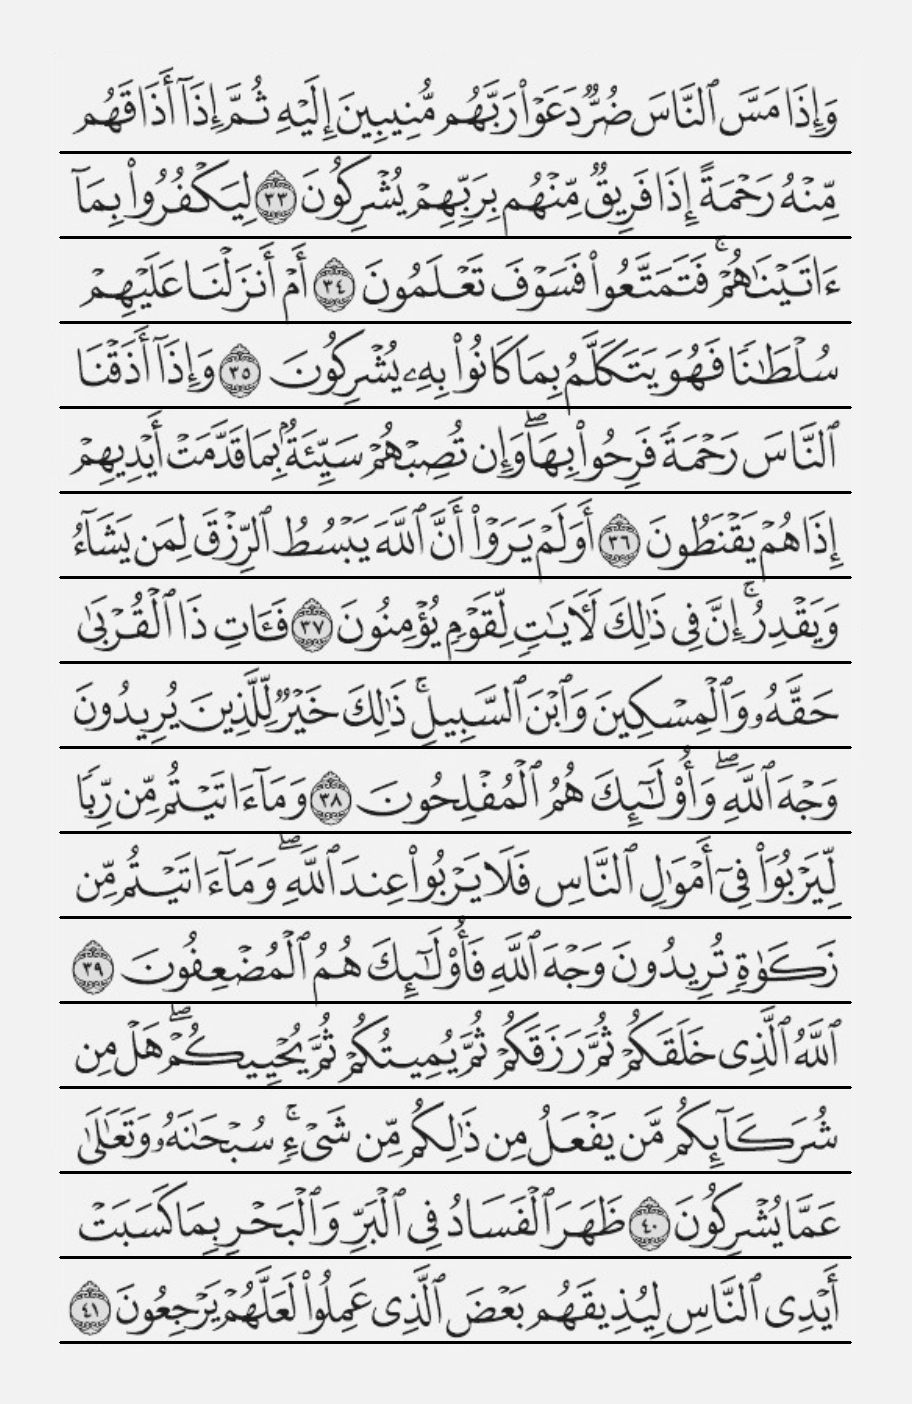 وَإِذَا مَسَّ ٱلنَّاسَ ضُرٌّ دَعَوْا۟ رَبَّهُم مُّنِيبِينَ إِلَيْهِ ثُمَّ إِذَآ أَذَاقَهُم
مِّنْهُ رَحْمَةً إِذَا فَرِيقٌ مِّنْهُم بِرَبِّهِمْ يُشْرِكُونَ ٣٣ لِيَكْفُرُوا۟ بِمَآ
ءَاتَيْنَٰهُمْ ۚ فَتَمَتَّعُوا۟ فَسَوْفَ تَعْلَمُونَ ٣٤ أَمْ أَنزَلْنَا عَلَيْهِمْ
سُلْطَٰنًا فَهُوَ يَتَكَلَّمُ بِمَا كَانُوا۟ بِهِۦ يُشْرِكُونَ ٣٥ وَإِذَآ أَذَقْنَا
ٱلنَّاسَ رَحْمَةً فَرِحُوا۟ بِهَا ۖ وَإِن تُصِبْهُمْ سَيِّئَةٌۢ بِمَا قَدَّمَتْ أَيْدِيهِمْ
إِذَا هُمْ يَقْنَطُونَ ٣٦ أَوَلَمْ يَرَوْا۟ أَنَّ ٱللَّهَ يَبْسُطُ ٱلرِّزْقَ لِمَن يَشَآءُ
وَيَقْدِرُ ۚ إِنَّ فِى ذَٰلِكَ لَءَايَٰتٍ لِّقَوْمٍ يُؤْمِنُونَ ٣٧ فَـَٔاتِ ذَا ٱلْقُرْبَىٰ
حَقَّهُۥ وَٱلْمِسْكِينَ وَٱبْنَ ٱلسَّبِيلِ ۚ ذَٰلِكَ خَيْرٌ لِّلَّذِينَ يُرِيدُونَ
وَجْهَ ٱللَّهِ ۖ وَأُو۟لَٰٓئِكَ هُمُ ٱلْمُفْلِحُونَ ٣٨ وَمَآ ءَاتَيْتُم مِّن رِّبًا
لِّيَرْبُوَا۟ فِىٓ أَمْوَٰلِ ٱلنَّاسِ فَلَا يَرْبُوا۟ عِندَ ٱللَّهِ ۖ وَمَآ ءَاتَيْتُم مِّن
زَكَوٰةٍ تُرِيدُونَ وَجْهَ ٱللَّهِ فَأُو۟لَٰٓئِكَ هُمُ ٱلْمُضْعِفُونَ ٣٩
ٱللَّهُ ٱلَّذِى خَلَقَكُمْ ثُمَّ رَزَقَكُمْ ثُمَّ يُمِيتُكُمْ ثُمَّ يُحْيِيكُمْ ۖ هَلْ مِن
شُرَكَآئِكُم مَّن يَفْعَلُ مِن ذَٰلِكُم مِّن شَىْءٍ ۚ سُبْحَٰنَهُۥ وَتَعَٰلَىٰ
عَمَّا يُشْرِكُونَ ٤٠ ظَهَرَ ٱلْفَسَادُ فِى ٱلْبَرِّ وَٱلْبَحْرِ بِمَا كَسَبَتْ
أَيْدِى ٱلنَّاسِ لِيُذِيقَهُم بَعْضَ ٱلَّذِى عَمِلُوا۟ لَعَلَّهُمْ يَرْجِعُونَ ٤١